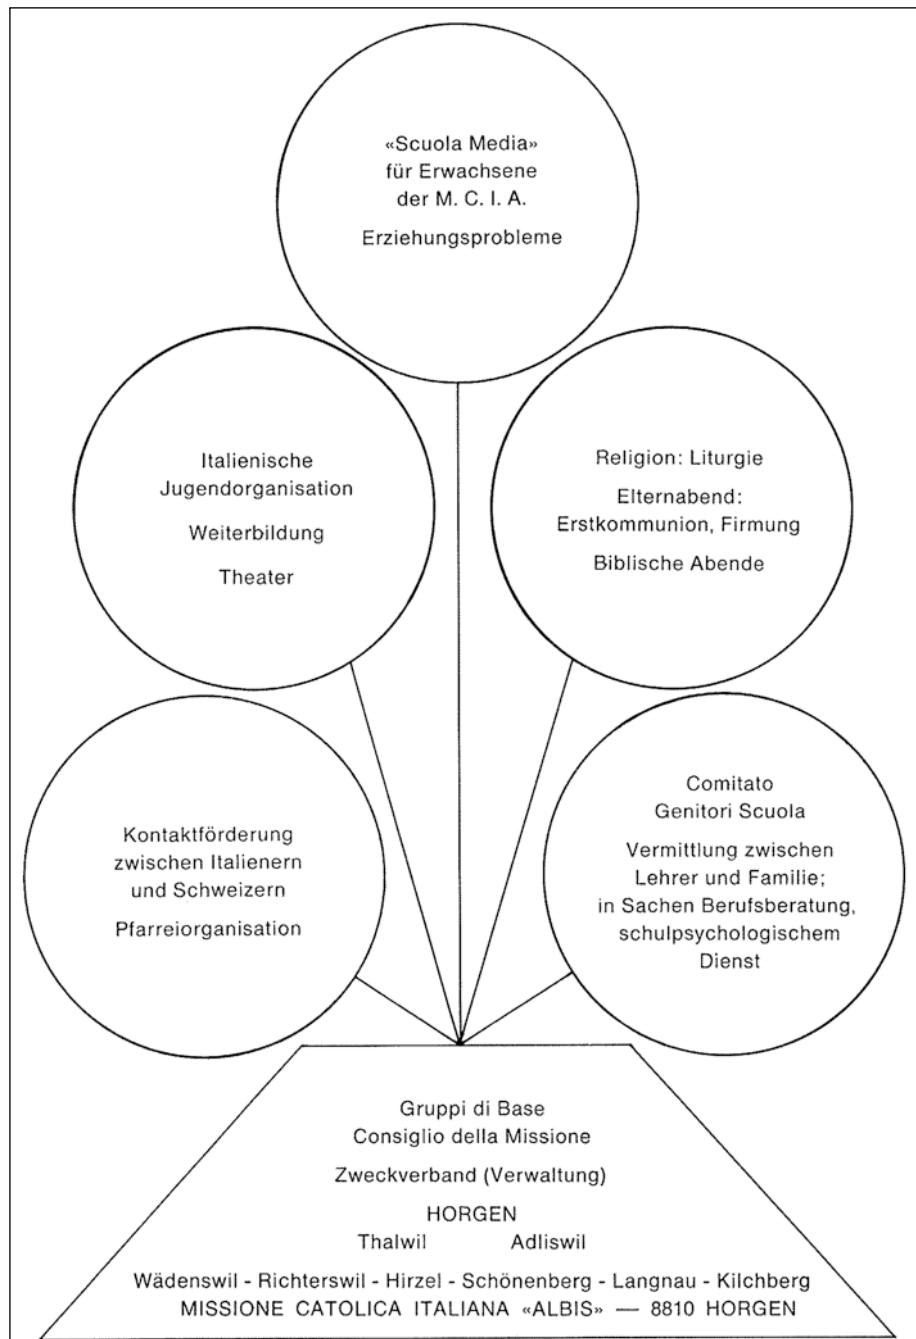 «Scuola Media»
für Erwachsene
der M. C. I. A.
Erziehungsprobleme
Italienische
Jugendorganisation
Weiterbildung
Theater
Religion: Liturgie
Elternabend:
Erstkommunion, Firmung
Biblische Abende
Kontaktförderung
zwischen Italienern
und Schweizern
Pfarreiorganisation
Comitato
Genitori Scuola
Vermittlung zwischen
Lehrer und Familie;
in Sachen Berufsberatung,
schulpsychologischem
Dienst
Gruppi di Base
Consiglio della Missione
Zweckverband (Verwaltung)
HORGEN
Thalwil Adliswil
Wädenswil - Richterswil - Hirzel - Schönenberg - Langnau - Kilchberg
MISSIONE CATOLICA ITALIANA «ALBIS» — 8810 HORGEN